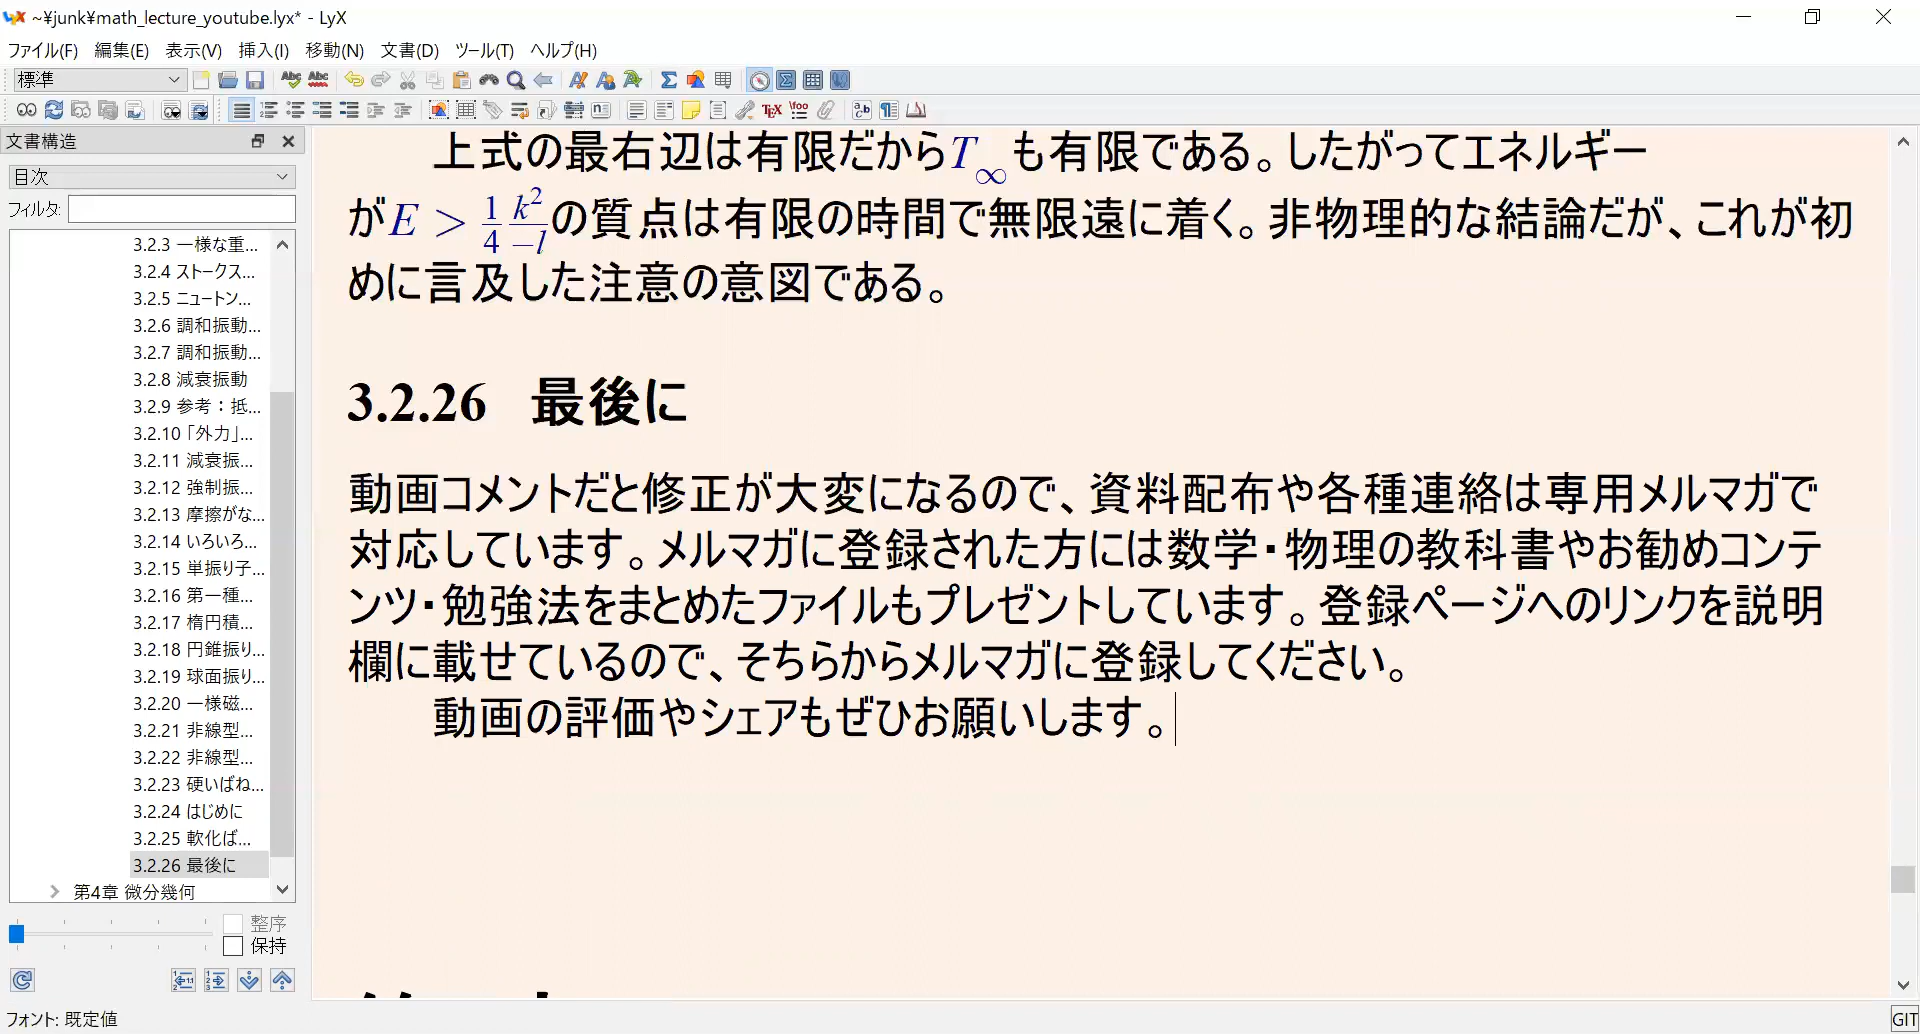 ~¥junk¥math_lecture_youtube.lyx* - LyX
ファイル(F) 編集(E) 表示(V) 挿入(I) 移動(N) 文書(D) ツール(T) ヘルプ(H)
標準
文書構造
目次
フィルタ:
3.2.3 一様な重...
3.2.4 ストークス...
3.2.5 ニュートン...
3.2.6 調和振動...
3.2.7 調和振動...
3.2.8 減衰振動
3.2.9 参考：抵...
3.2.10 「外力」...
3.2.11 減衰振...
3.2.12 強制振...
3.2.13 摩擦がな...
3.2.14 いろいろ...
3.2.15 単振り子...
3.2.16 第一種...
3.2.17 楕円積...
3.2.18 円錐振り...
3.2.19 球面振り...
3.2.20 一様磁...
3.2.21 非線型...
3.2.22 非線型...
3.2.23 硬いばね...
3.2.24 はじめに
3.2.25 軟化ば...
3.2.26 最後に
第4章 微分幾何
整序
保持
上式の最右辺は有限だからT_∞も有限である。したがってエネルギー
がE > 1/4 k²/−lの質点は有限の時間で無限遠に着く。非物理的な結論だが、これが初
めに言及した注意の意図である。
3.2.26 最後に
動画コメントだと修正が大変になるので、資料配布や各種連絡は専用メルマガで
対応しています。メルマガに登録された方には数学・物理の教科書やお勧めコンテ
ンツ・勉強法をまとめたファイルもプレゼントしています。登録ページへのリンクを説明
欄に載せているので、そちらからメルマガに登録してください。
動画の評価やシェアもぜひお願いします。
フォント: 既定値
GIT